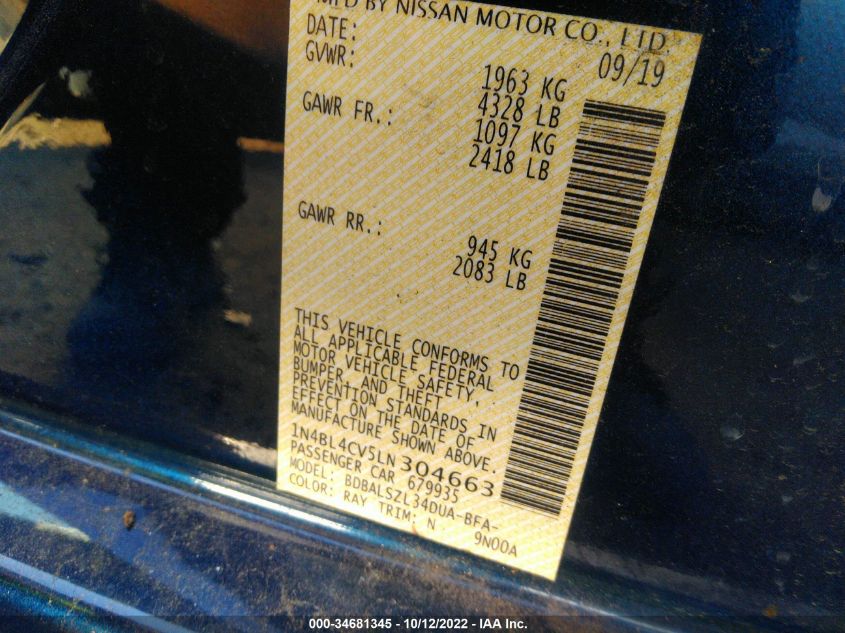 MFD BY NISSAN MOTOR CO., LTD.
DATE: 09/19
GVWR: 1963 KG
4328 LB
GAWR FR.: 1097 KG
2418 LB
GAWR RR.: 945 KG
2083 LB
THIS VEHICLE CONFORMS TO
ALL APPLICABLE FEDERAL
MOTOR VEHICLE SAFETY,
BUMPER, AND THEFT
PREVENTION STANDARDS IN
EFFECT ON THE DATE OF
MANUFACTURE SHOWN ABOVE.
1N4BL4CV5LN304663
PASSENGER CAR 679935
MODEL: BDBALSZL34DUA-BFA-
COLOR: RAY TRIM: N 9N00A
000-34681345 - 10/12/2022 - IAA Inc.